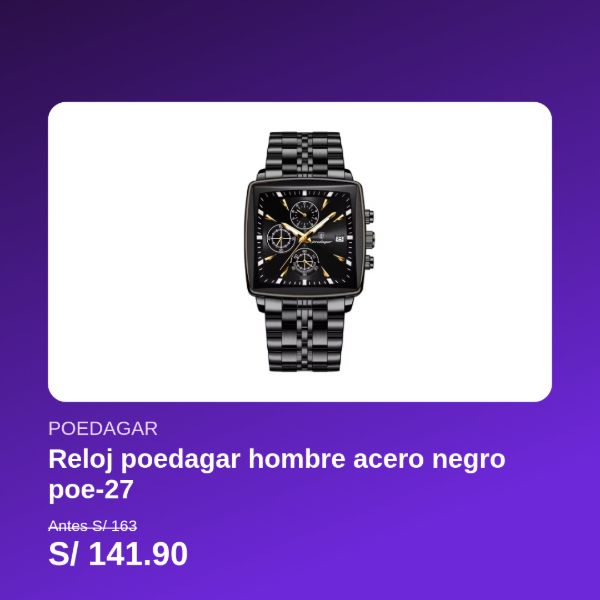 POEDAGAR
Reloj poedagar hombre acero negro
poe-27
Antes S/ 163
S/ 141.90